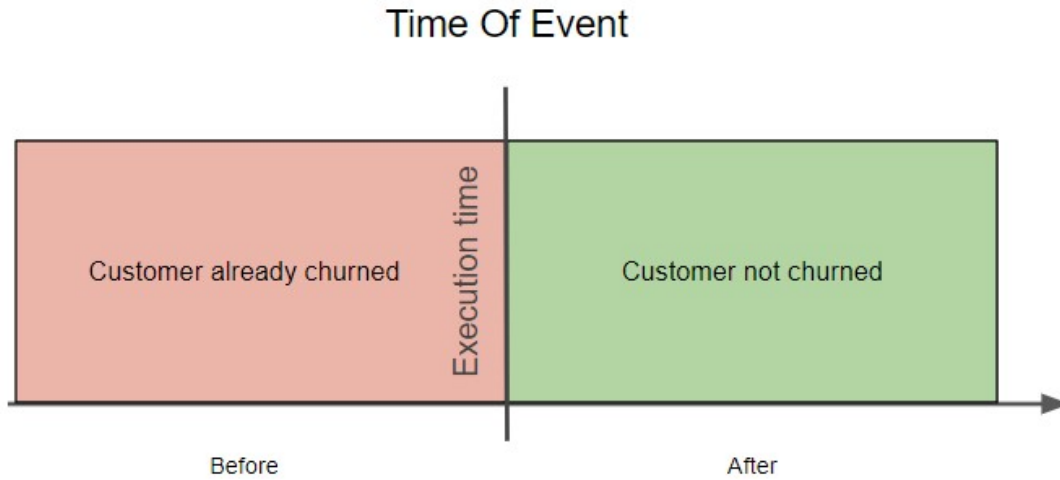 Time Of Event
Customer already churned
Execution time
Customer not churned
Before
After